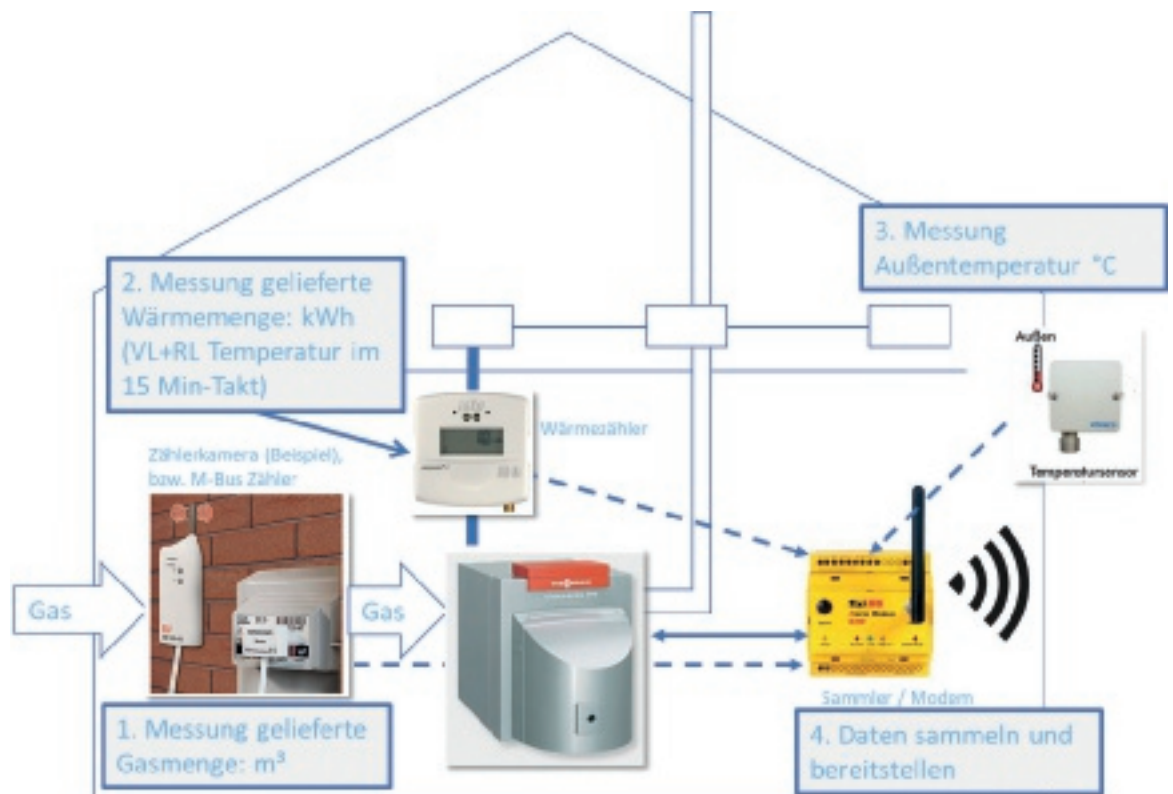 2. Messung gelieferte
Wärmemenge: kWh
(VL+RL Temperatur im
15 Min-Takt)
3. Messung
Außentemperatur °C
Außen
Temperatursensor
Wärmezähler
Zählerkamera (Beispiel),
bzw. M-Bus Zähler
Gas
Gas
Sammler / Modem
1. Messung gelieferte
Gasmenge: m³
4. Daten sammeln und
bereitstellen